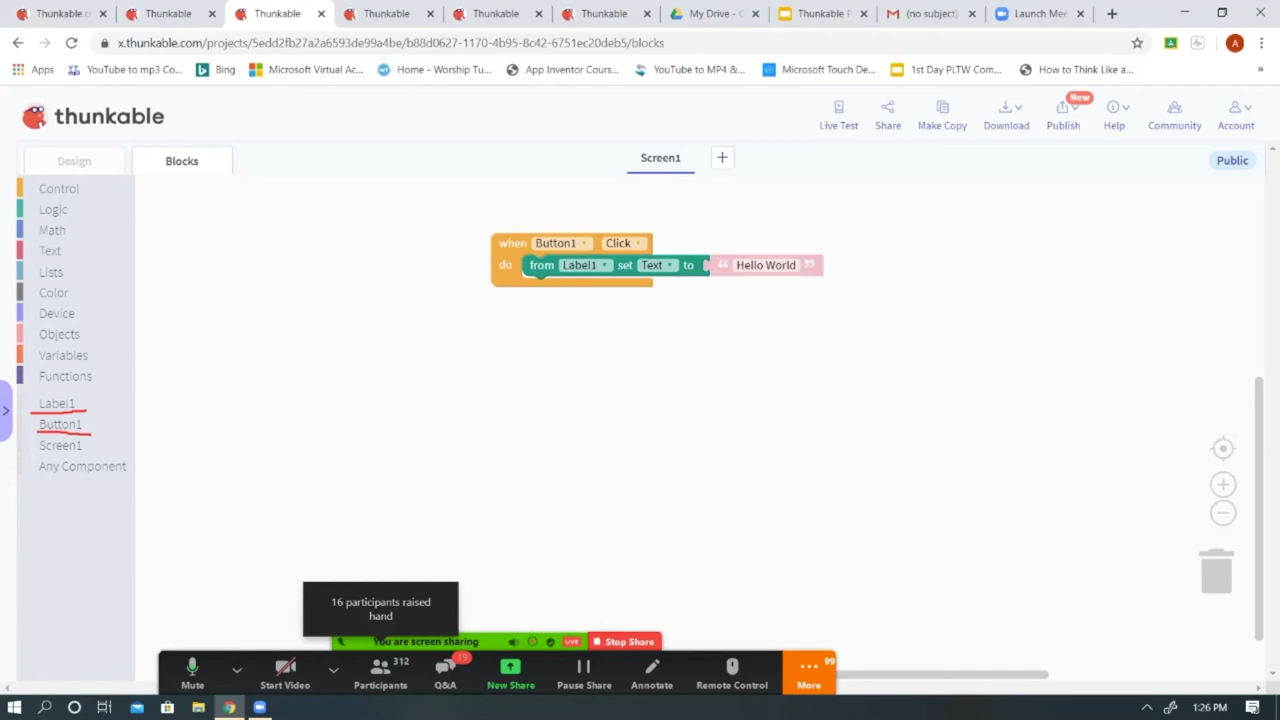 Thunkable.c
Thunkable
Thunkable
Thunkable
Thunkable
Thunkable
My Drive - G
Thunkable P
(no subject)
Launch Mee
x.thunkable.com/projects/5edd2fb27a2a6593de99a4be/b88d0627-1170-4b95-8c42-6751ec20deb5/blocks
A
Apps
YouTube to mp3 Co...
Bing
Microsoft Virtual Ac...
Home - Worship Tu...
App Inventor Cours...
YouTube to MP4 &...
Microsoft Touch De...
1st Day PLTW Com...
How to Think Like a...
»
thunkable
New
Live Test
Share
Make Copy
Download
Publish
Help
Community
Account
Design
Blocks
Screen1
Public
Control
Logic
Math
Text
Lists
Color
Device
Objects
Variables
Functions
Label1
Button1
Screen1
Any Component
when Button1 Click
do from Label1 set Text to “ Hello World ”
16 participants raised
hand
You are screen sharing
LIVE
Stop Share
312
19
99
Mute
Start Video
Participants
Q&A
New Share
Pause Share
Annotate
Remote Control
More
1:26 PM